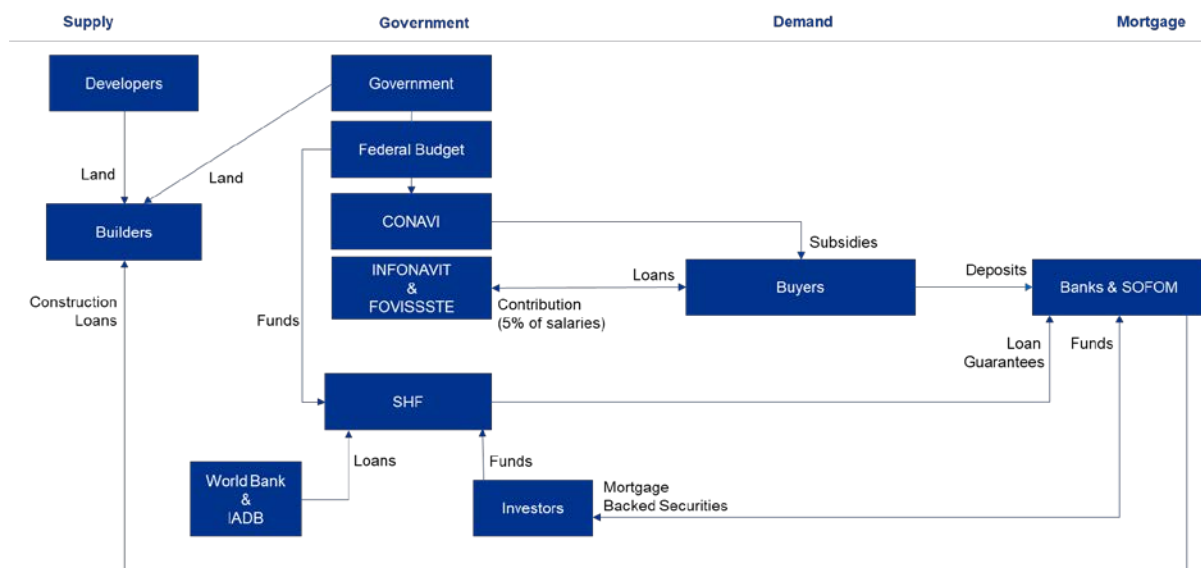 Supply
Government
Demand
Mortgage
Developers
Government
Federal Budget
Land
Land
CONAVI
Builders
Subsidies
INFONAVIT
&
FOVISSSTE
Loans
Contribution
(5% of salaries)
Buyers
Deposits
Banks & SOFOM
Construction
Loans
Funds
Loan
Guarantees
Funds
SHF
Loans
Funds
World Bank
&
IADB
Investors
Mortgage
Backed Securities